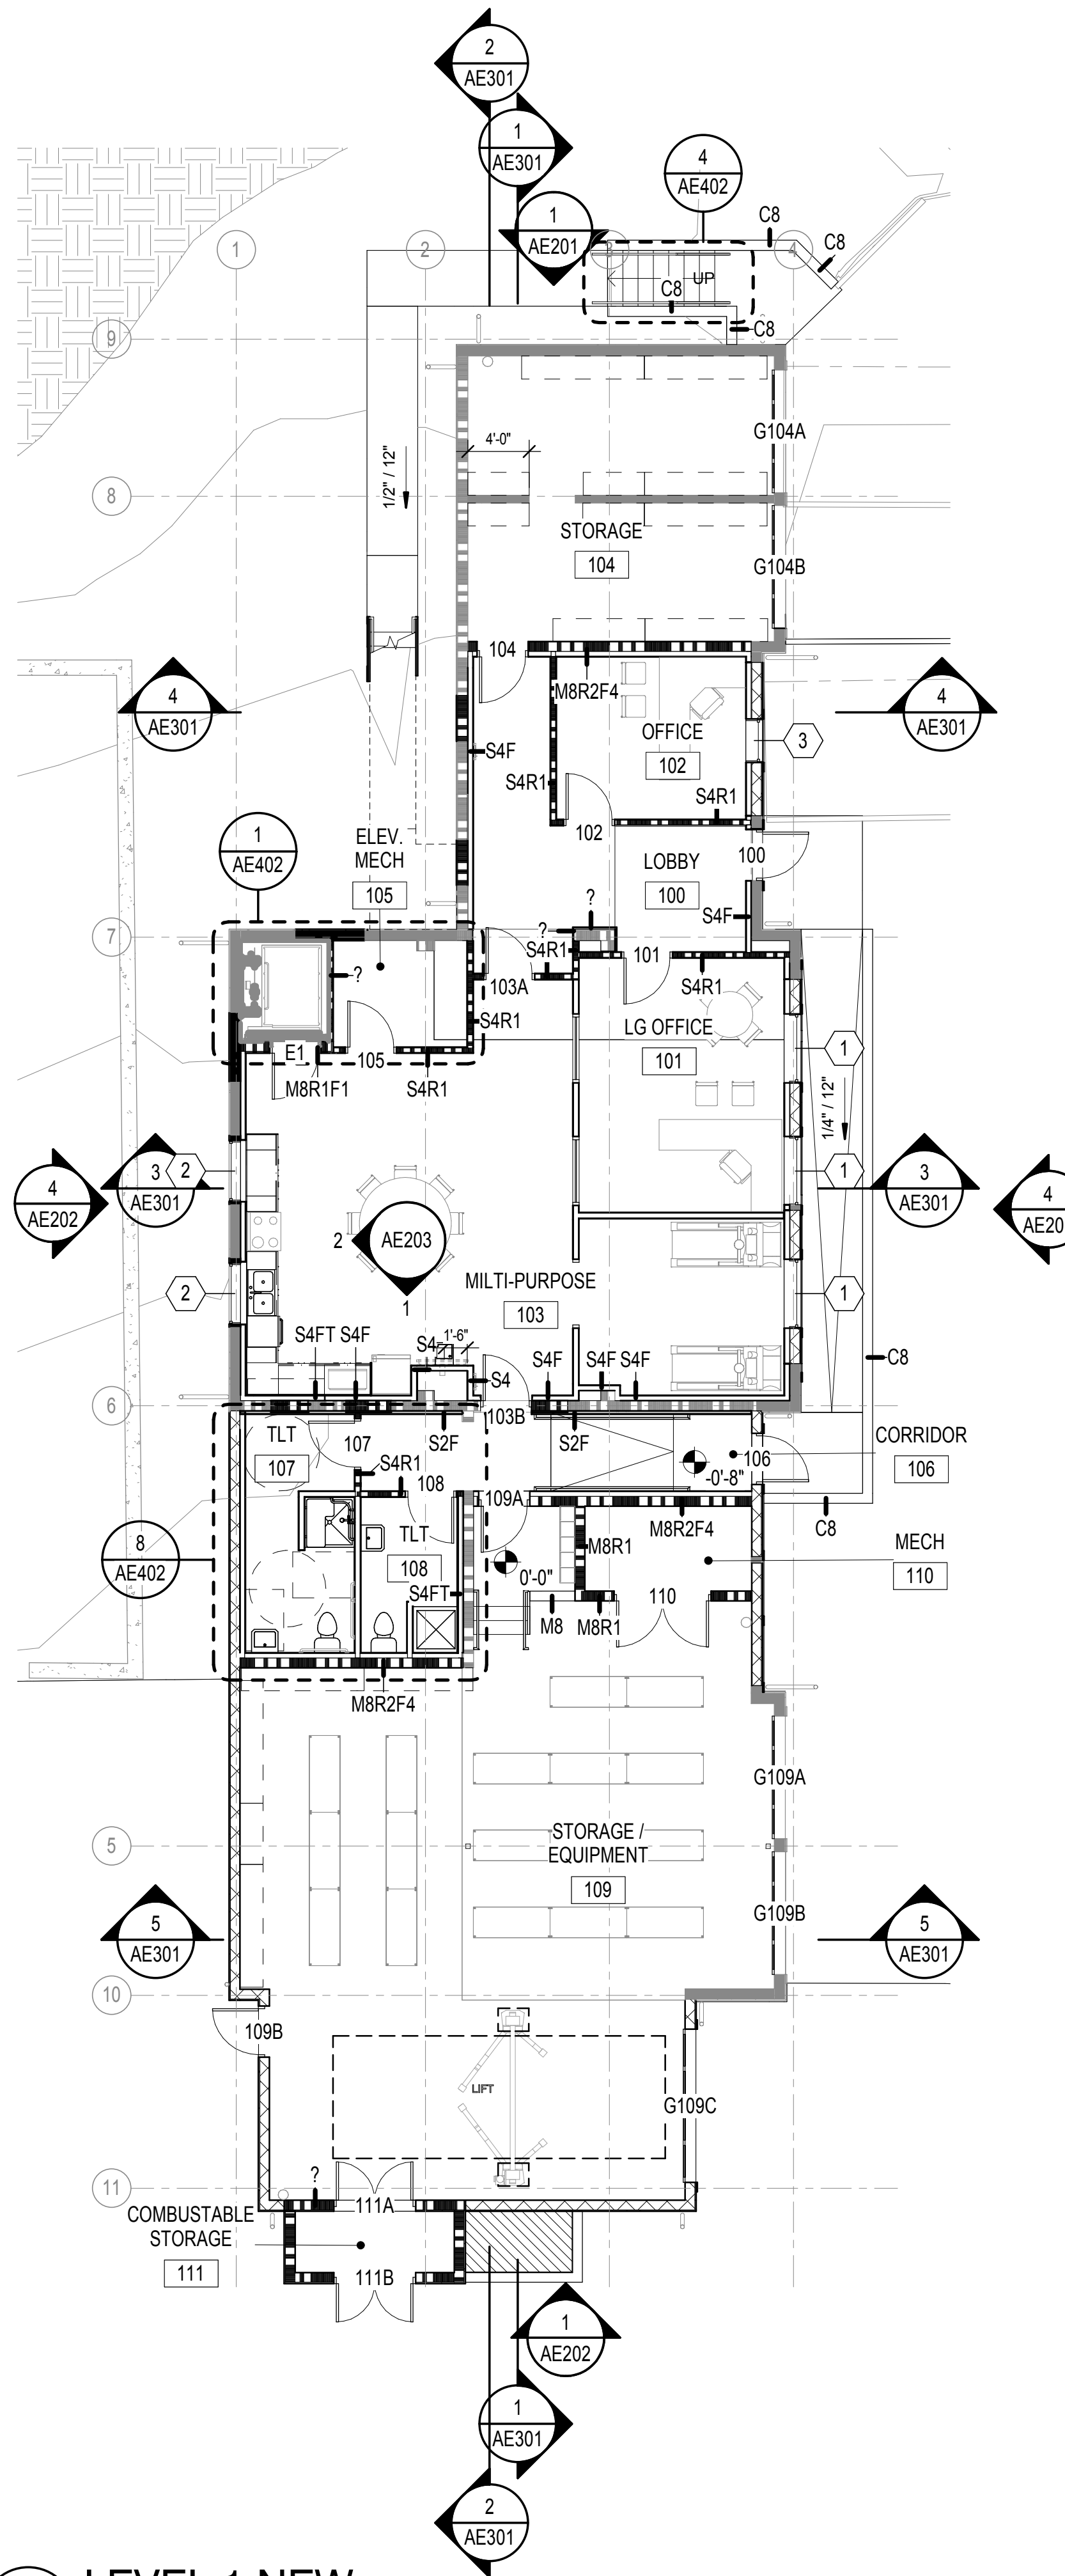 2
AE301
1
AE301
4
AE402
1
AE201
C8
C8
1
2
3
4
UP
C8
C8
9
G104A
4'-0"
1/2" / 12"
8
STORAGE
104
G104B
104
M8R2F4
4
AE301
4
AE301
OFFICE
102
3
S4F
S4R1
S4R1
1
AE402
ELEV.
MECH
105
102
LOBBY
100
100
?
S4F
7
?
S4R1
101
?
103A
S4R1
LG OFFICE
101
S4R1
E1
105
M8R1F1
S4R1
1
1/4" / 12"
4
AE202
3
AE301
2
1
3
AE301
4
AE20
2
AE203
1
MILTI-PURPOSE
103
2
1
S4FT
S4F
S4
1'-6"
S4F
S4F
S4F
C8
S4
6
103B
TLT
107
107
S2F
S2F
106
CORRIDOR
106
-0'-8"
S4R1
108
109A
TLT
108
M8R2F4
C8
8
AE402
M8R1
MECH
110
0'-0"
S4FT
M8
M8R1
110
M8R2F4
G109A
STORAGE /
EQUIPMENT
109
5
G109B
5
AE301
5
AE301
10
109B
LIFT
G109C
11
?
111A
COMBUSTABLE
STORAGE
111
111B
1
AE202
1
AE301
2
AE301
LEVEL 1 NEW